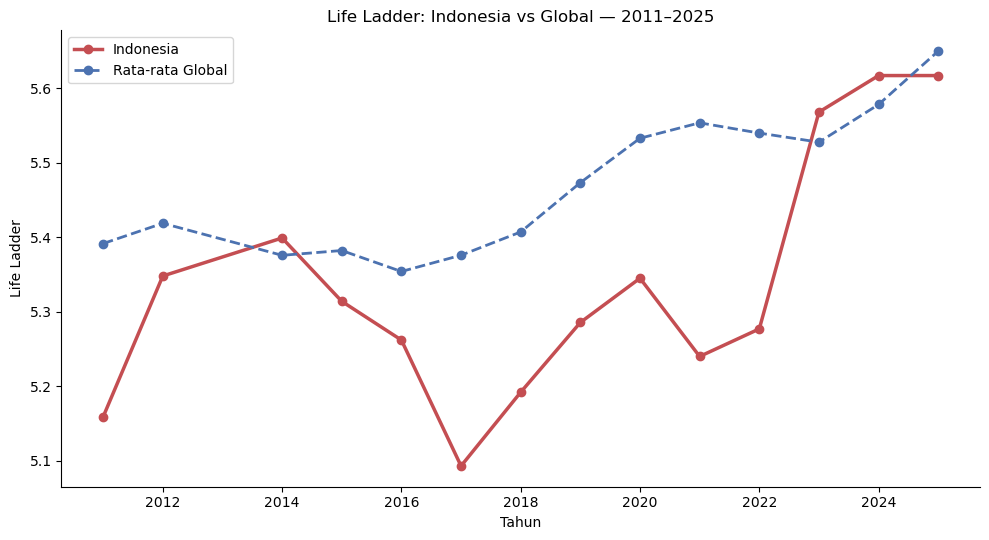 Life Ladder: Indonesia vs Global — 2011–2025
Indonesia
Rata-rata Global
Life Ladder
5.6
5.5
5.4
5.3
5.2
5.1
2012 2014 2016 2018 2020 2022 2024
Tahun